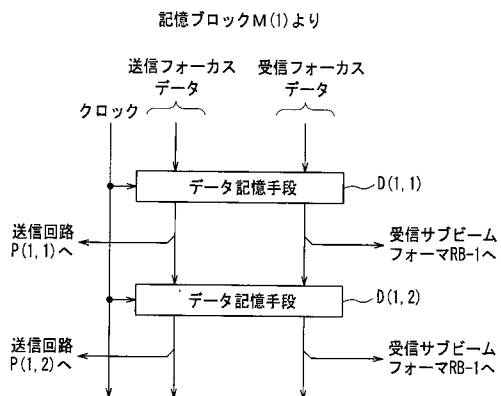 記憶ブロックM(1)より
送信フォーカス
データ
受信フォーカス
データ
クロック
データ記憶手段
D(1,1)
送信回路
P(1,1)へ
受信サブビーム
フォーマRB-1へ
データ記憶手段
D(1,2)
送信回路
P(1,2)へ
受信サブビーム
フォーマRB-1へ